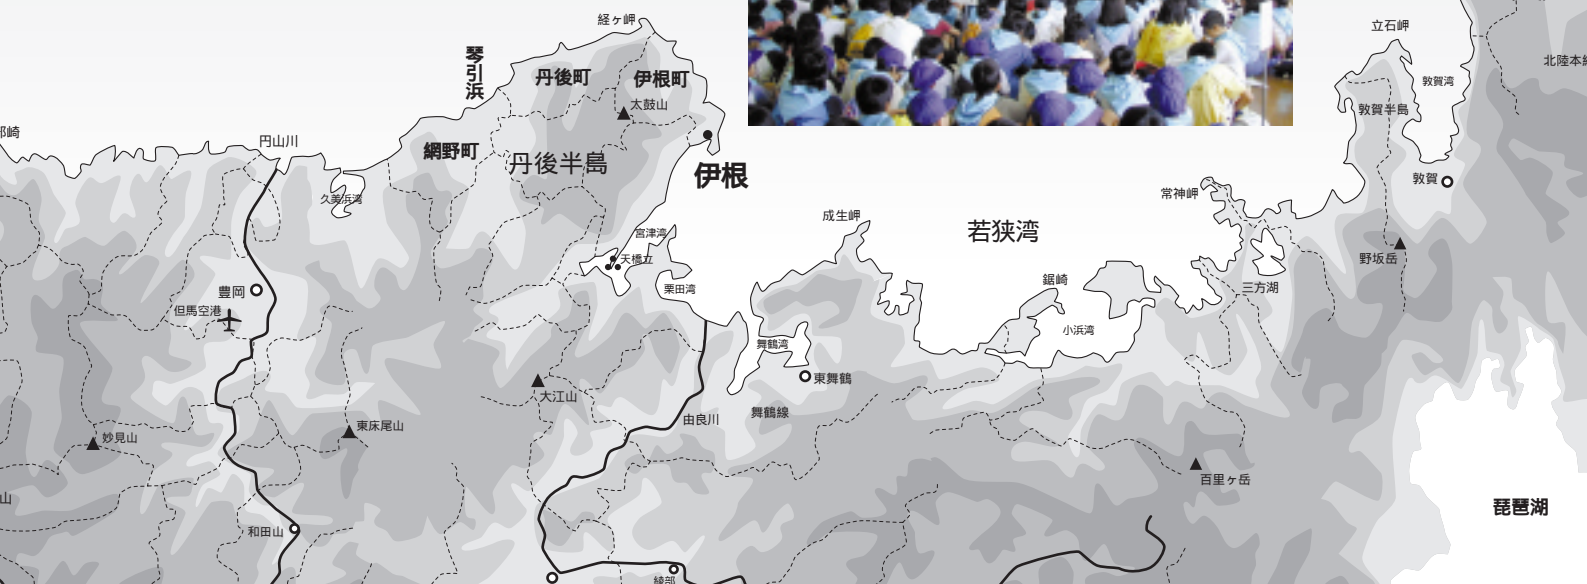 経ヶ岬
立石岬
琴引浜
丹後町
伊根町
北陸本
敦賀湾
太鼓山
敦賀半島
円山川
網野町
丹後半島
伊根
敦賀
常神岬
久美浜湾
成生岬
若狭湾
宮津湾
天橋立
野坂岳
鋸崎
三方湖
豊岡
栗田湾
但馬空港
小浜湾
舞鶴湾
東舞鶴
大江山
舞鶴線
由良川
東床尾山
妙見山
百里ヶ岳
山
琵琶湖
和田山
綾部